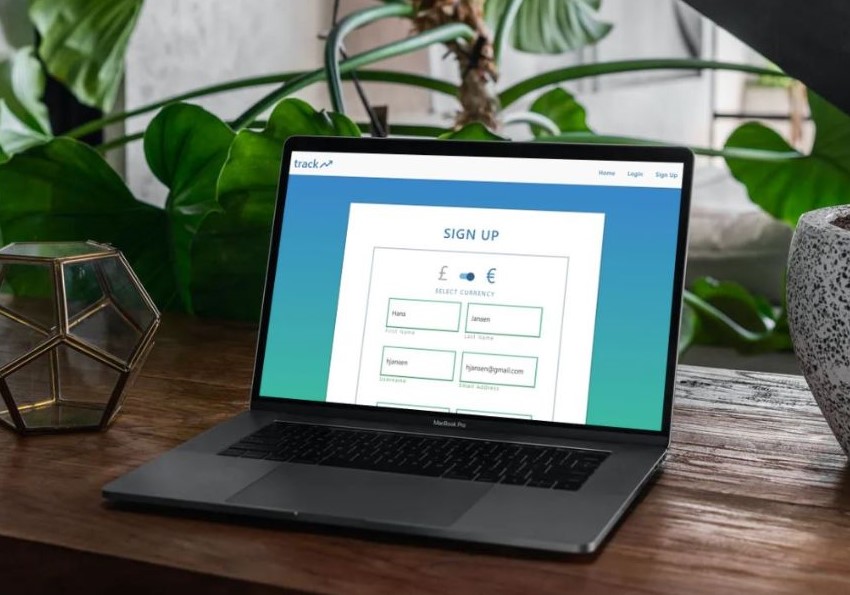 track
Home Login Sign Up
SIGN UP
£ €
SELECT CURRENCY
Hans Jansen
First name Last name
hjansen hjansen@gmail.com
Username Email address
MacBook Pro